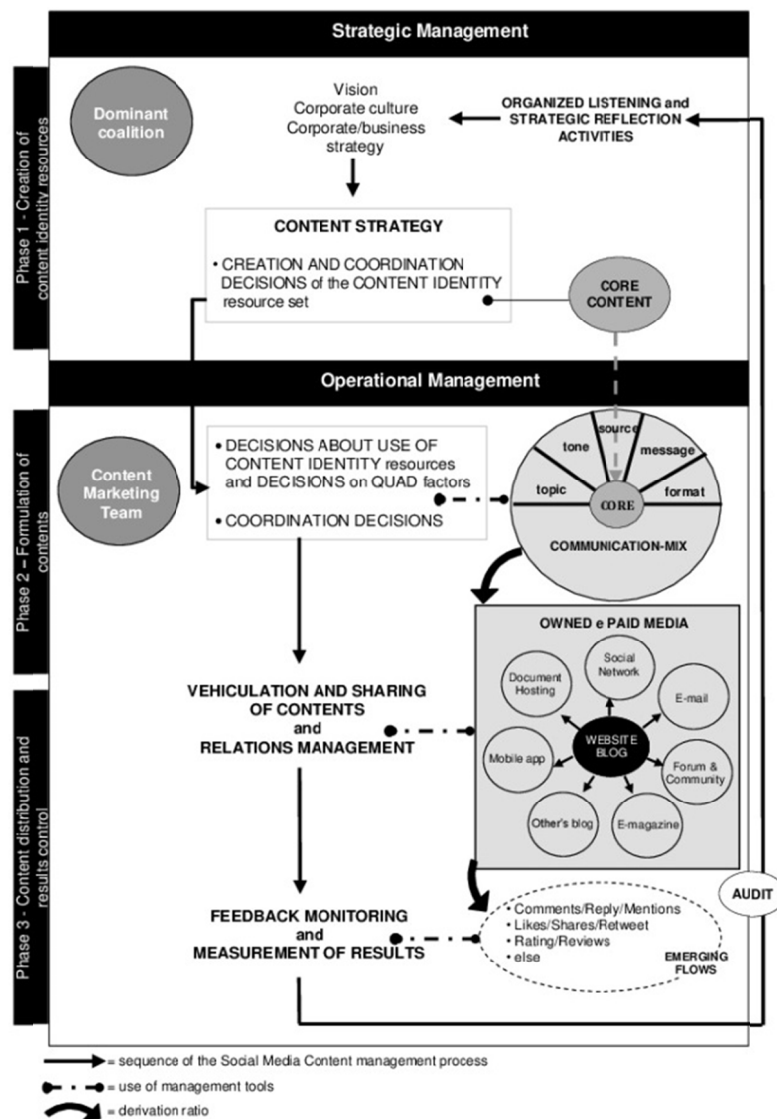 Strategic Management
Phase 1 - Creation of
content identity resources
Dominant
coalition
Vision
Corporate culture
Corporate/business
strategy
ORGANIZED LISTENING and
STRATEGIC REFLECTION
ACTIVITIES
CONTENT STRATEGY
• CREATION AND COORDINATION
DECISIONS of the CONTENT IDENTITY
resource set
CORE
CONTENT
Operational Management
Phase 2 – Formulation of
contents
Content
Marketing
Team
• DECISIONS ABOUT USE OF
CONTENT IDENTITY resources
and DECISIONS on QUAD factors
• COORDINATION DECISIONS
topic
tone
source
message
format
CORE
COMMUNICATION-MIX
OWNED e PAID MEDIA
Social
Network
Document
Hosting
E-mail
WEBSITE
BLOG
Mobile app
Forum &
Community
Other's blog
E-magazine
Phase 3 - Content distribution and
results control
VEHICULATION AND SHARING
OF CONTENTS
and
RELATIONS MANAGEMENT
FEEDBACK MONITORING
and
MEASUREMENT OF RESULTS
• Comments/Reply/Mentions
• Likes/Shares/Retweet
• Rating/Reviews
• else
EMERGING
FLOWS
AUDIT
= sequence of the Social Media Content management process
= use of management tools
= derivation ratio